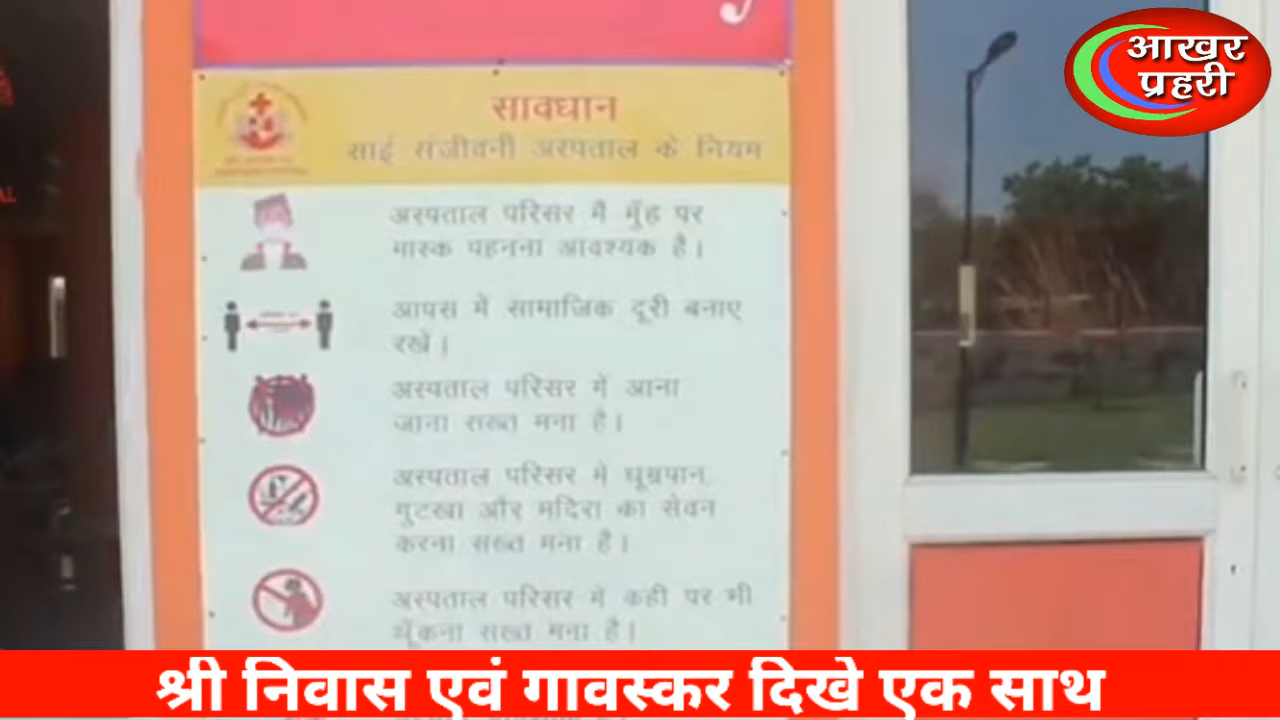 आखर
प्रहरी
सावधान
साई संजीवनी अस्पताल के नियम
अस्पताल परिसर में मुँह पर
मास्क पहनना आवश्यक है।
आपस में सामाजिक दूरी बनाए
रखें।
अस्पताल परिसर में आना
जाना सख्त मना है।
अस्पताल परिसर में धूम्रपान,
गुटखा और मदिरा का सेवन
करना सख्त मना है।
अस्पताल परिसर में कही पर भी
थूँकना सख्त मना है।
श्री निवास एवं गावस्कर दिखे एक साथ